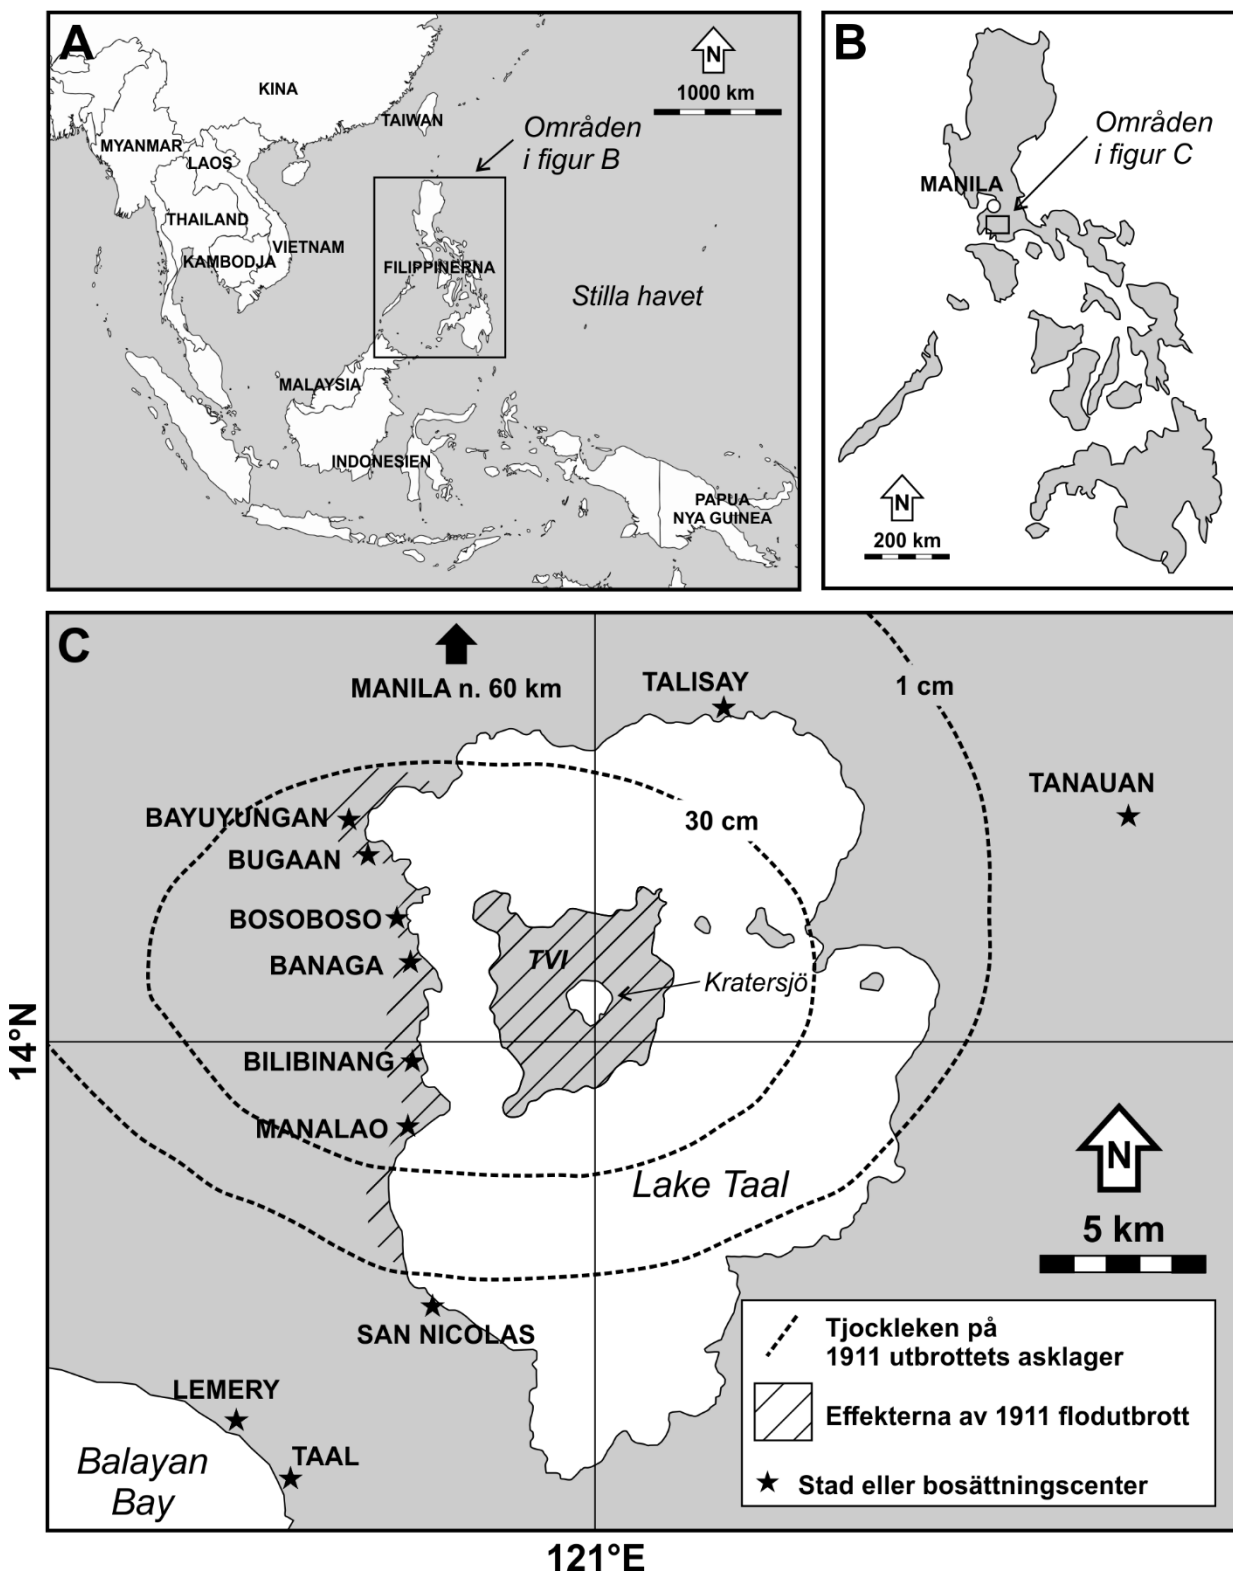 A
N
1000 km
KINA
TAIWAN
MYANMAR
LAOS
Områden
i figur B
THAILAND
VIETNAM
KAMBODJA
FILIPPINERNA
Stilla havet
MALAYSIA
INDONESIEN
PAPUA
NYA GUINEA
B
Områden
i figur C
MANILA
N
200 km
C
MANILA n. 60 km
TALISAY
1 cm
TANAUAN
BAYUYUNGAN
30 cm
BUGAAN
BOSOBOSO
BANAGA
TVI
Kratersjö
14°N
BILIBINANG
MANALAO
N
Lake Taal
5 km
SAN NICOLAS
LEMERY
TAAL
Balayan
Bay
Tjockleken på
1911 utbrottets asklager
Effekterna av 1911 flodutbrott
Stad eller bosättningscenter
121°E